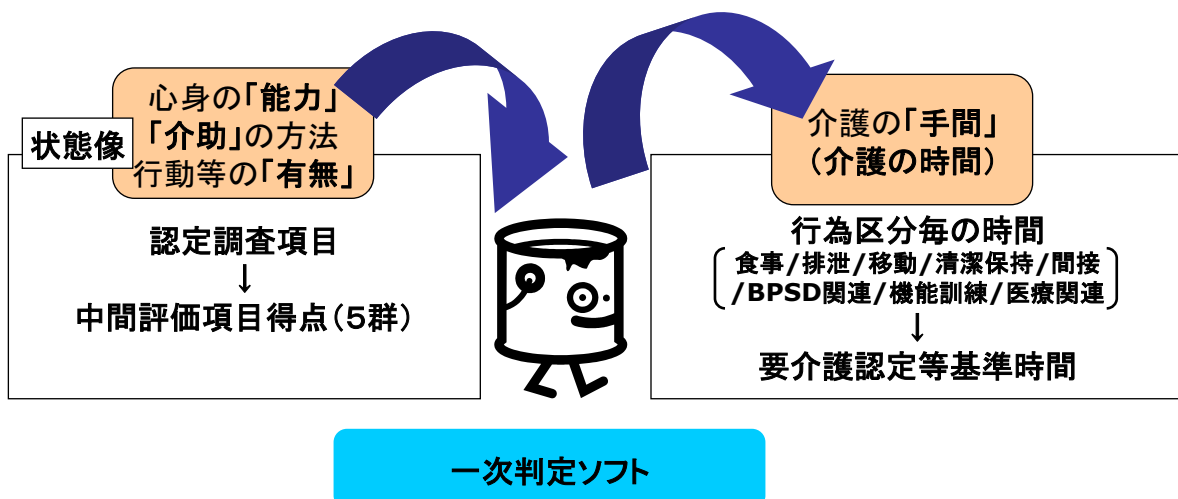 状態像
心身の「能力」
「介助」の方法
行動等の「有無」
認定調査項目
↓
中間評価項目得点(5群)
介護の「手間」
(介護の時間)
行為区分毎の時間
食事/排泄/移動/清潔保持/間接
/BPSD関連/機能訓練/医療関連
↓
要介護認定等基準時間
一次判定ソフト